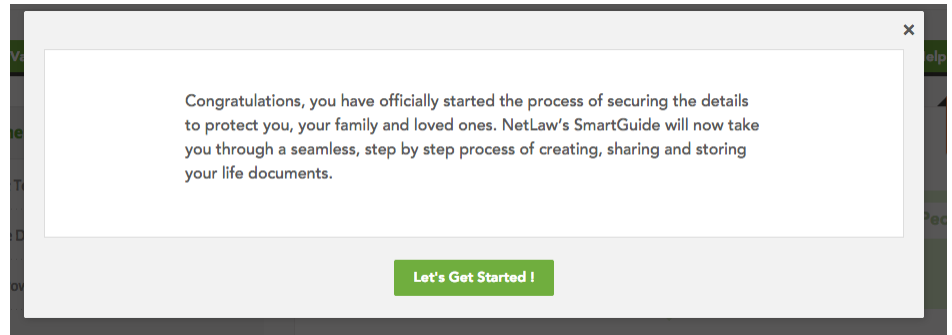 ×
Congratulations, you have officially started the process of securing the details
to protect you, your family and loved ones. NetLaw's SmartGuide will now take
you through a seamless, step by step process of creating, sharing and storing
your life documents.
Let's Get Started !